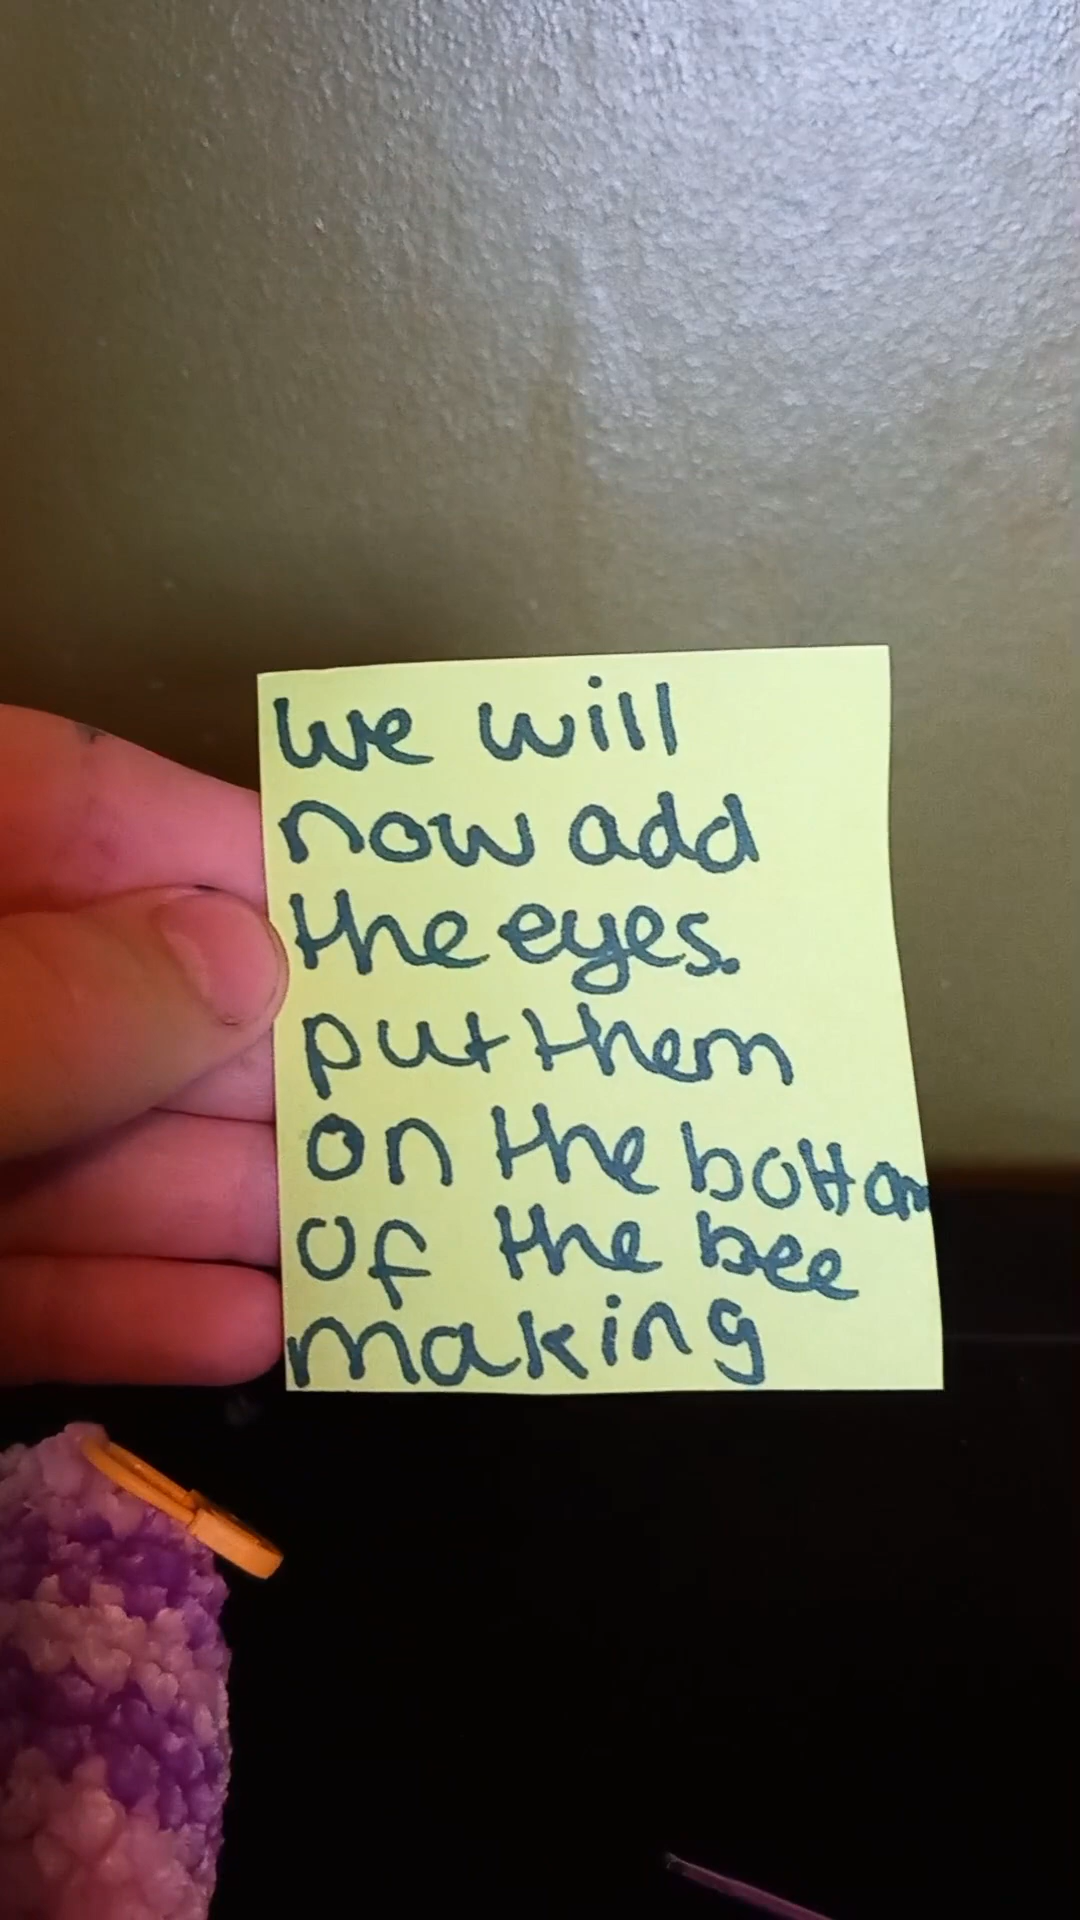 We will
now add
the eyes.
put them
on the bottom
of the bee
making